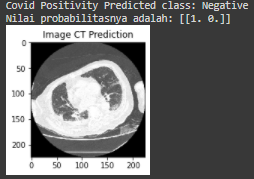 Covid Positivity Predicted class: Negative
Nilai probabilitasnya adalah: [[1. 0.]]
Image CT Prediction
0
50
100
150
200
0 50 100 150 200